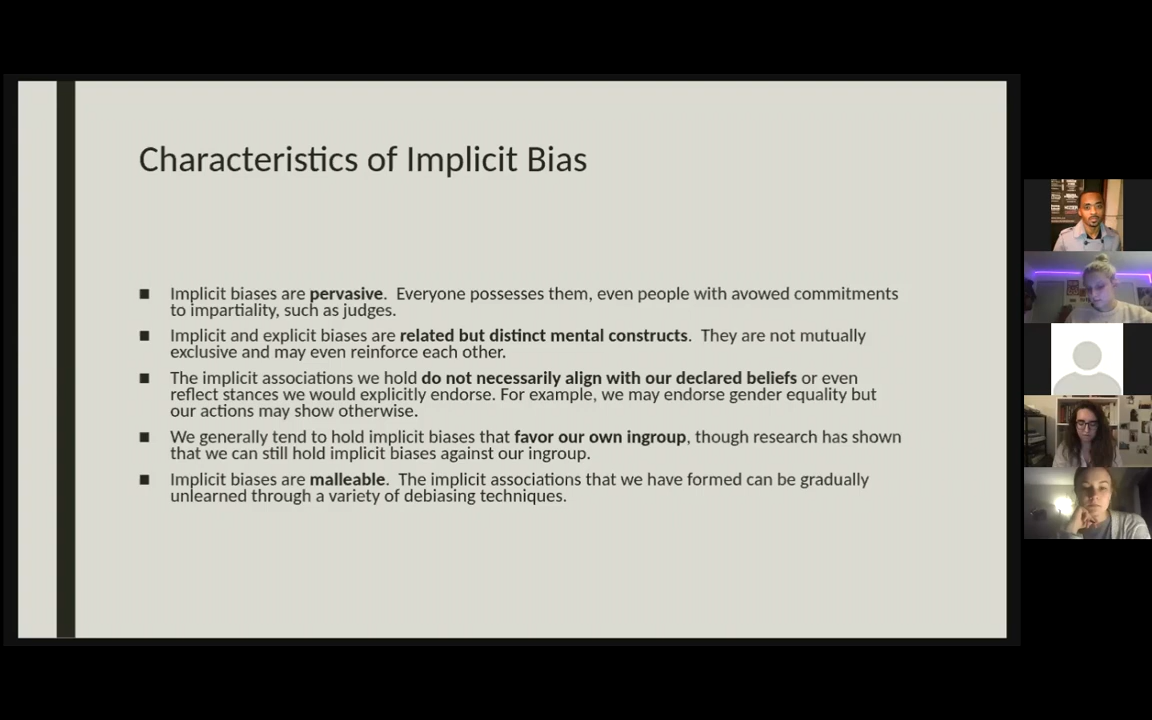 Characteristics of Implicit Bias
■ Implicit biases are pervasive.  Everyone possesses them, even people with avowed commitments
to impartiality, such as judges.
■ Implicit and explicit biases are related but distinct mental constructs.  They are not mutually
exclusive and may even reinforce each other.
■ The implicit associations we hold do not necessarily align with our declared beliefs or even
reflect stances we would explicitly endorse. For example, we may endorse gender equality but
our actions may show otherwise.
■ We generally tend to hold implicit biases that favor our own ingroup, though research has shown
that we can still hold implicit biases against our ingroup.
■ Implicit biases are malleable.  The implicit associations that we have formed can be gradually
unlearned through a variety of debiasing techniques.